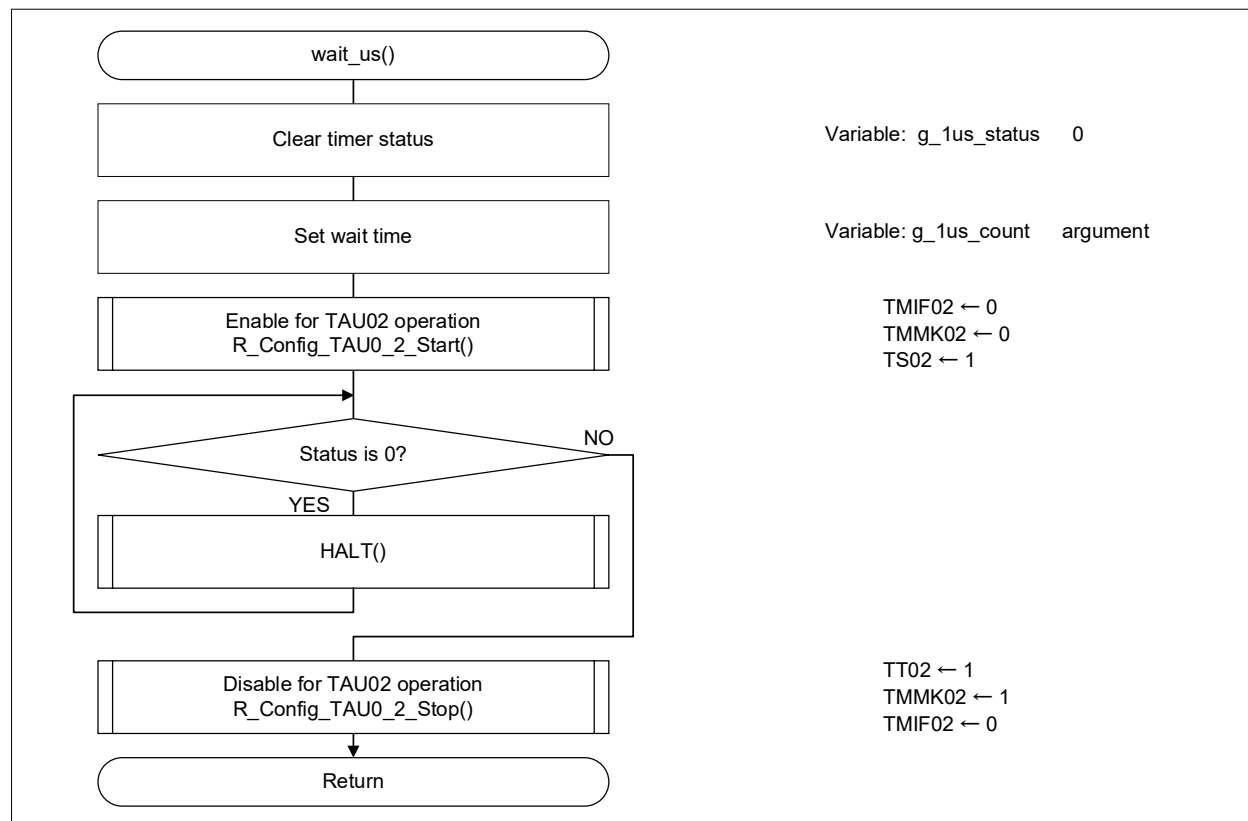 wait_us()
Clear timer status
Variable: g_1us_status 0
Set wait time
Variable: g_1us_count argument
Enable for TAU02 operation
R_Config_TAU0_2_Start()
TMIF02 ← 0
TMMK02 ← 0
TS02 ← 1
Status is 0?
NO
YES
HALT()
Disable for TAU02 operation
R_Config_TAU0_2_Stop()
TT02 ← 1
TMMK02 ← 1
TMIF02 ← 0
Return